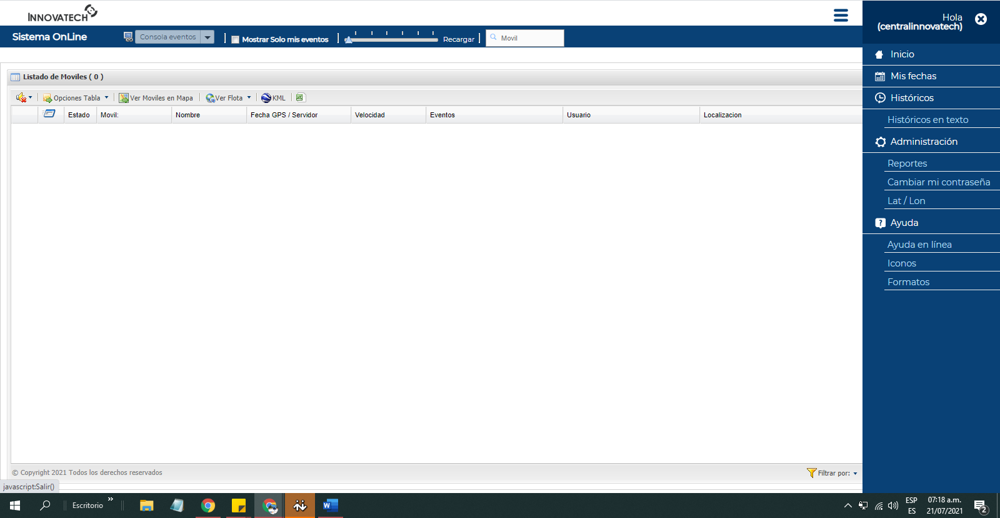 INNOVATECH
Sistema OnLine
Consola eventos
Mostrar Solo mis eventos
Recargar
Movil
Hola
(centralinnovatech)
Inicio
Mis fechas
Históricos
Históricos en texto
Administración
Reportes
Cambiar mi contraseña
Lat / Lon
Ayuda
Ayuda en línea
Iconos
Formatos
Listado de Moviles ( 0 )
Opciones Tabla
Ver Moviles en Mapa
Ver Flota
KML
Estado
Movil:
Nombre
Fecha GPS / Servidor
Velocidad
Eventos
Usuario
Localizacion
© Copyright 2021 Todos los derechos reservados
Filtrar por:
javascript:Salir()
Escritorio
ESP
ES
07:18 a.m.
21/07/2021
2